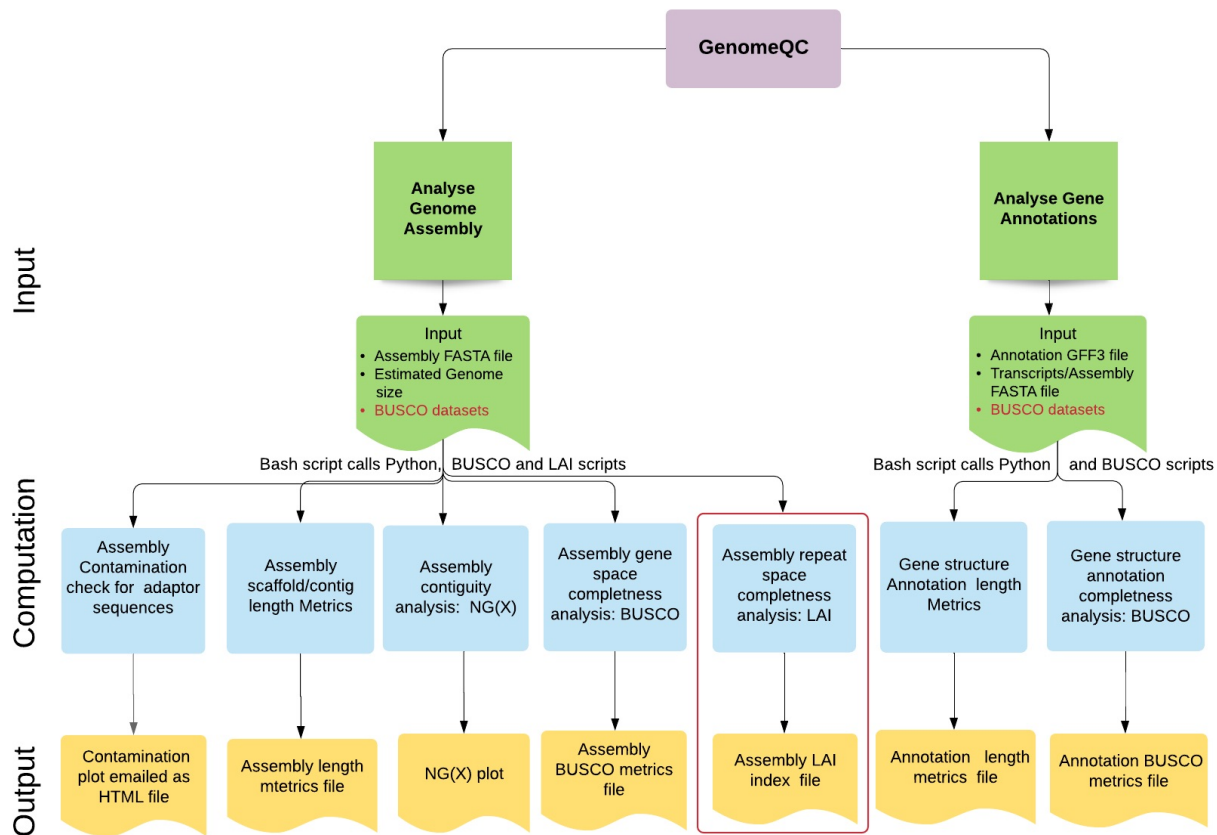 GenomeQC
Analyse
Genome
Assembly
Analyse Gene
Annotations
Input
Input
• Assembly FASTA file
• Estimated Genome
size
• BUSCO datasets
Input
• Annotation GFF3 file
• Transcripts/Assembly
FASTA file
• BUSCO datasets
Bash script calls Python, BUSCO and LAI scripts
Bash script calls Python and BUSCO scripts
Computation
Assembly
Contamination
check for adaptor
sequences
Assembly
scaffold/contig
length Metrics
Assembly
contiguity
analysis: NG(X)
Assembly gene
space
completness
analysis: BUSCO
Assembly repeat
space
completness
analysis: LAI
Gene structure
Annotation length
Metrics
Gene structure
annotation
completness
analysis: BUSCO
Output
Contamination
plot emailed as
HTML file
Assembly length
mtetrics file
NG(X) plot
Assembly
BUSCO metrics
file
Assembly LAI
index file
Annotation length
metrics file
Annotation BUSCO
metrics file